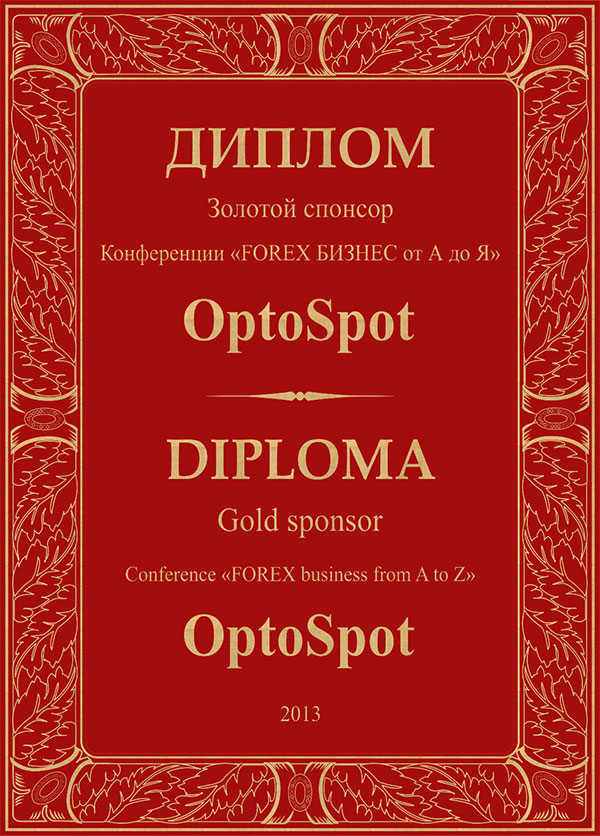 ДИПЛОМ
Золотой спонсор
Конференции «FOREX БИЗНЕС от А до Я»
OptoSpot
DIPLOMA
Gold sponsor
Conference «FOREX business from A to Z»
OptoSpot
2013